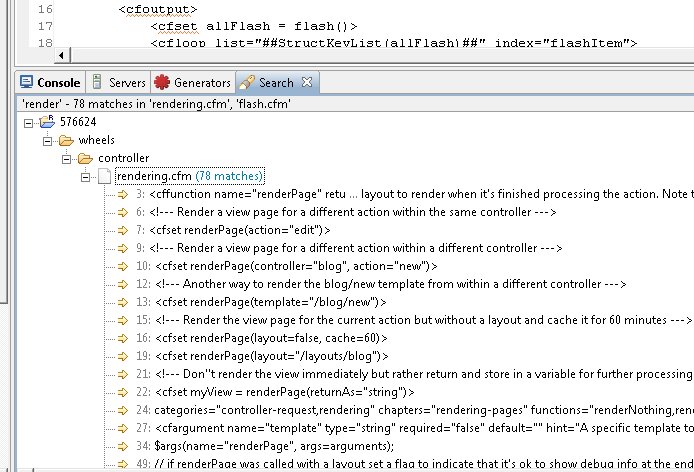 16 <cfoutput>
17 <cfset allFlash = flash()>
18 <cfloop list="##StructKeyList(allFlash)##" index="flashItem">
Console Servers Generators Search
'render' - 78 matches in 'rendering.cfm', 'flash.cfm'
576624
wheels
controller
rendering.cfm (78 matches)
3: <cffunction name="renderPage" retu ... layout to render when it's finished processing the action. Note t
6: <!--- Render a view page for a different action within the same controller --->
7: <cfset renderPage(action="edit")>
9: <!--- Render a view page for a different action within a different controller --->
10: <cfset renderPage(controller="blog", action="new")>
12: <!--- Another way to render the blog/new template from within a different controller --->
13: <cfset renderPage(template="/blog/new")>
15: <!--- Render the view page for the current action but without a layout and cache it for 60 minutes --->
16: <cfset renderPage(layout=false, cache=60)>
19: <cfset renderPage(layout="/layouts/blog")>
21: <!--- Don''t render the view immediately but rather return and store in a variable for further processing
22: <cfset myView = renderPage(returnAs="string")>
24: categories="controller-request,rendering" chapters="rendering-pages" functions="renderNothing,ren
27: <cfargument name="template" type="string" required="false" default="" hint="A specific template to
34: $args(name="renderPage", args=arguments);
49: // if renderPage was called with a layout set a flag to indicate that it's ok to show debug info at the end